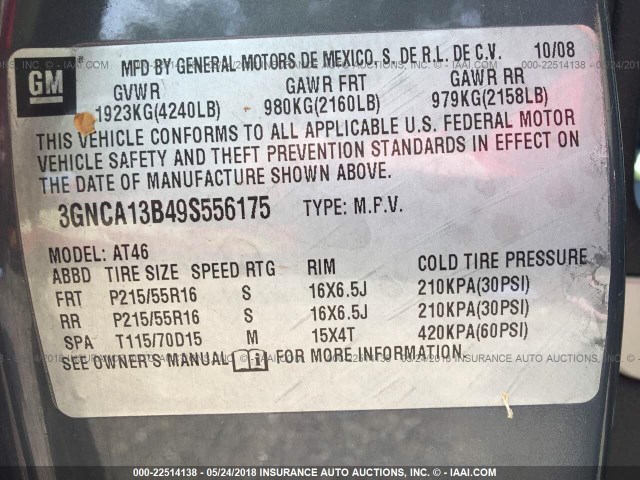 GM ®
MFD BY GENERAL MOTORS DE MEXICO, S. DE R.L. DE C.V. 10/08
GVWR GAWR FRT GAWR RR
1923KG(4240LB) 980KG(2160LB) 979KG(2158LB)
THIS VEHICLE CONFORMS TO ALL APPLICABLE U.S. FEDERAL MOTOR
VEHICLE SAFETY AND THEFT PREVENTION STANDARDS IN EFFECT ON
THE DATE OF MANUFACTURE SHOWN ABOVE.
3GNCA13B49S556175 TYPE: M.P.V.
MODEL: AT46
ABBD TIRE SIZE SPEED RTG RIM COLD TIRE PRESSURE
FRT P215/55R16 S 16X6.5J 210KPA(30PSI)
RR P215/55R16 S 16X6.5J 210KPA(30PSI)
SPA T115/70D15 M 15X4T 420KPA(60PSI)
SEE OWNER'S MANUAL i FOR MORE INFORMATION.
000-22514138 - 05/24/2018 INSURANCE AUTO AUCTIONS, INC. - © IAAI.COM